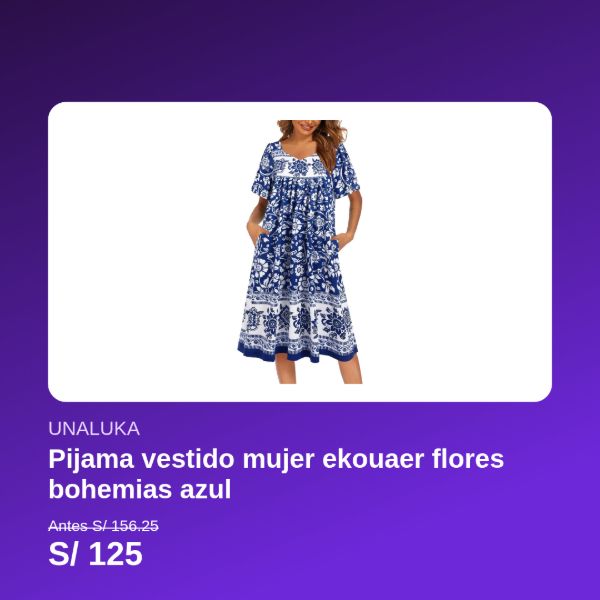 UNALUKA
Pijama vestido mujer ekouaer flores
bohemias azul
Antes S/ 156.25
S/ 125